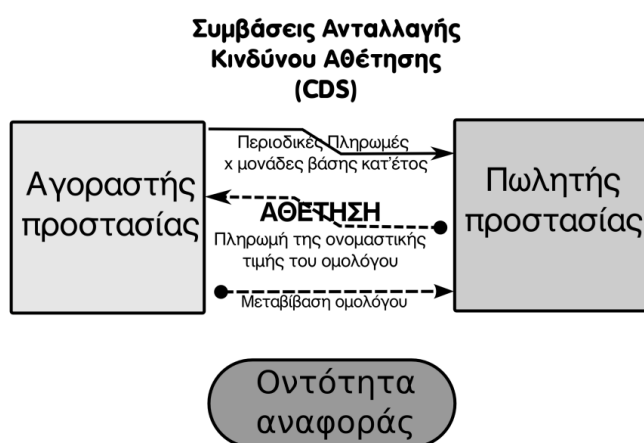 Συμβάσεις Ανταλλαγής
Κινδύνου Αθέτησης
(CDS)
Περιοδικές Πληρωμές
x μονάδες βάσης κατ'έτος
Αγοραστής
προστασίας
Πωλητής
προστασίας
ΑΘΕΤΗΣΗ
Πληρωμή της ονομαστικής
τιμής του ομολόγου
Μεταβίβαση ομολόγου
Οντότητα
αναφοράς